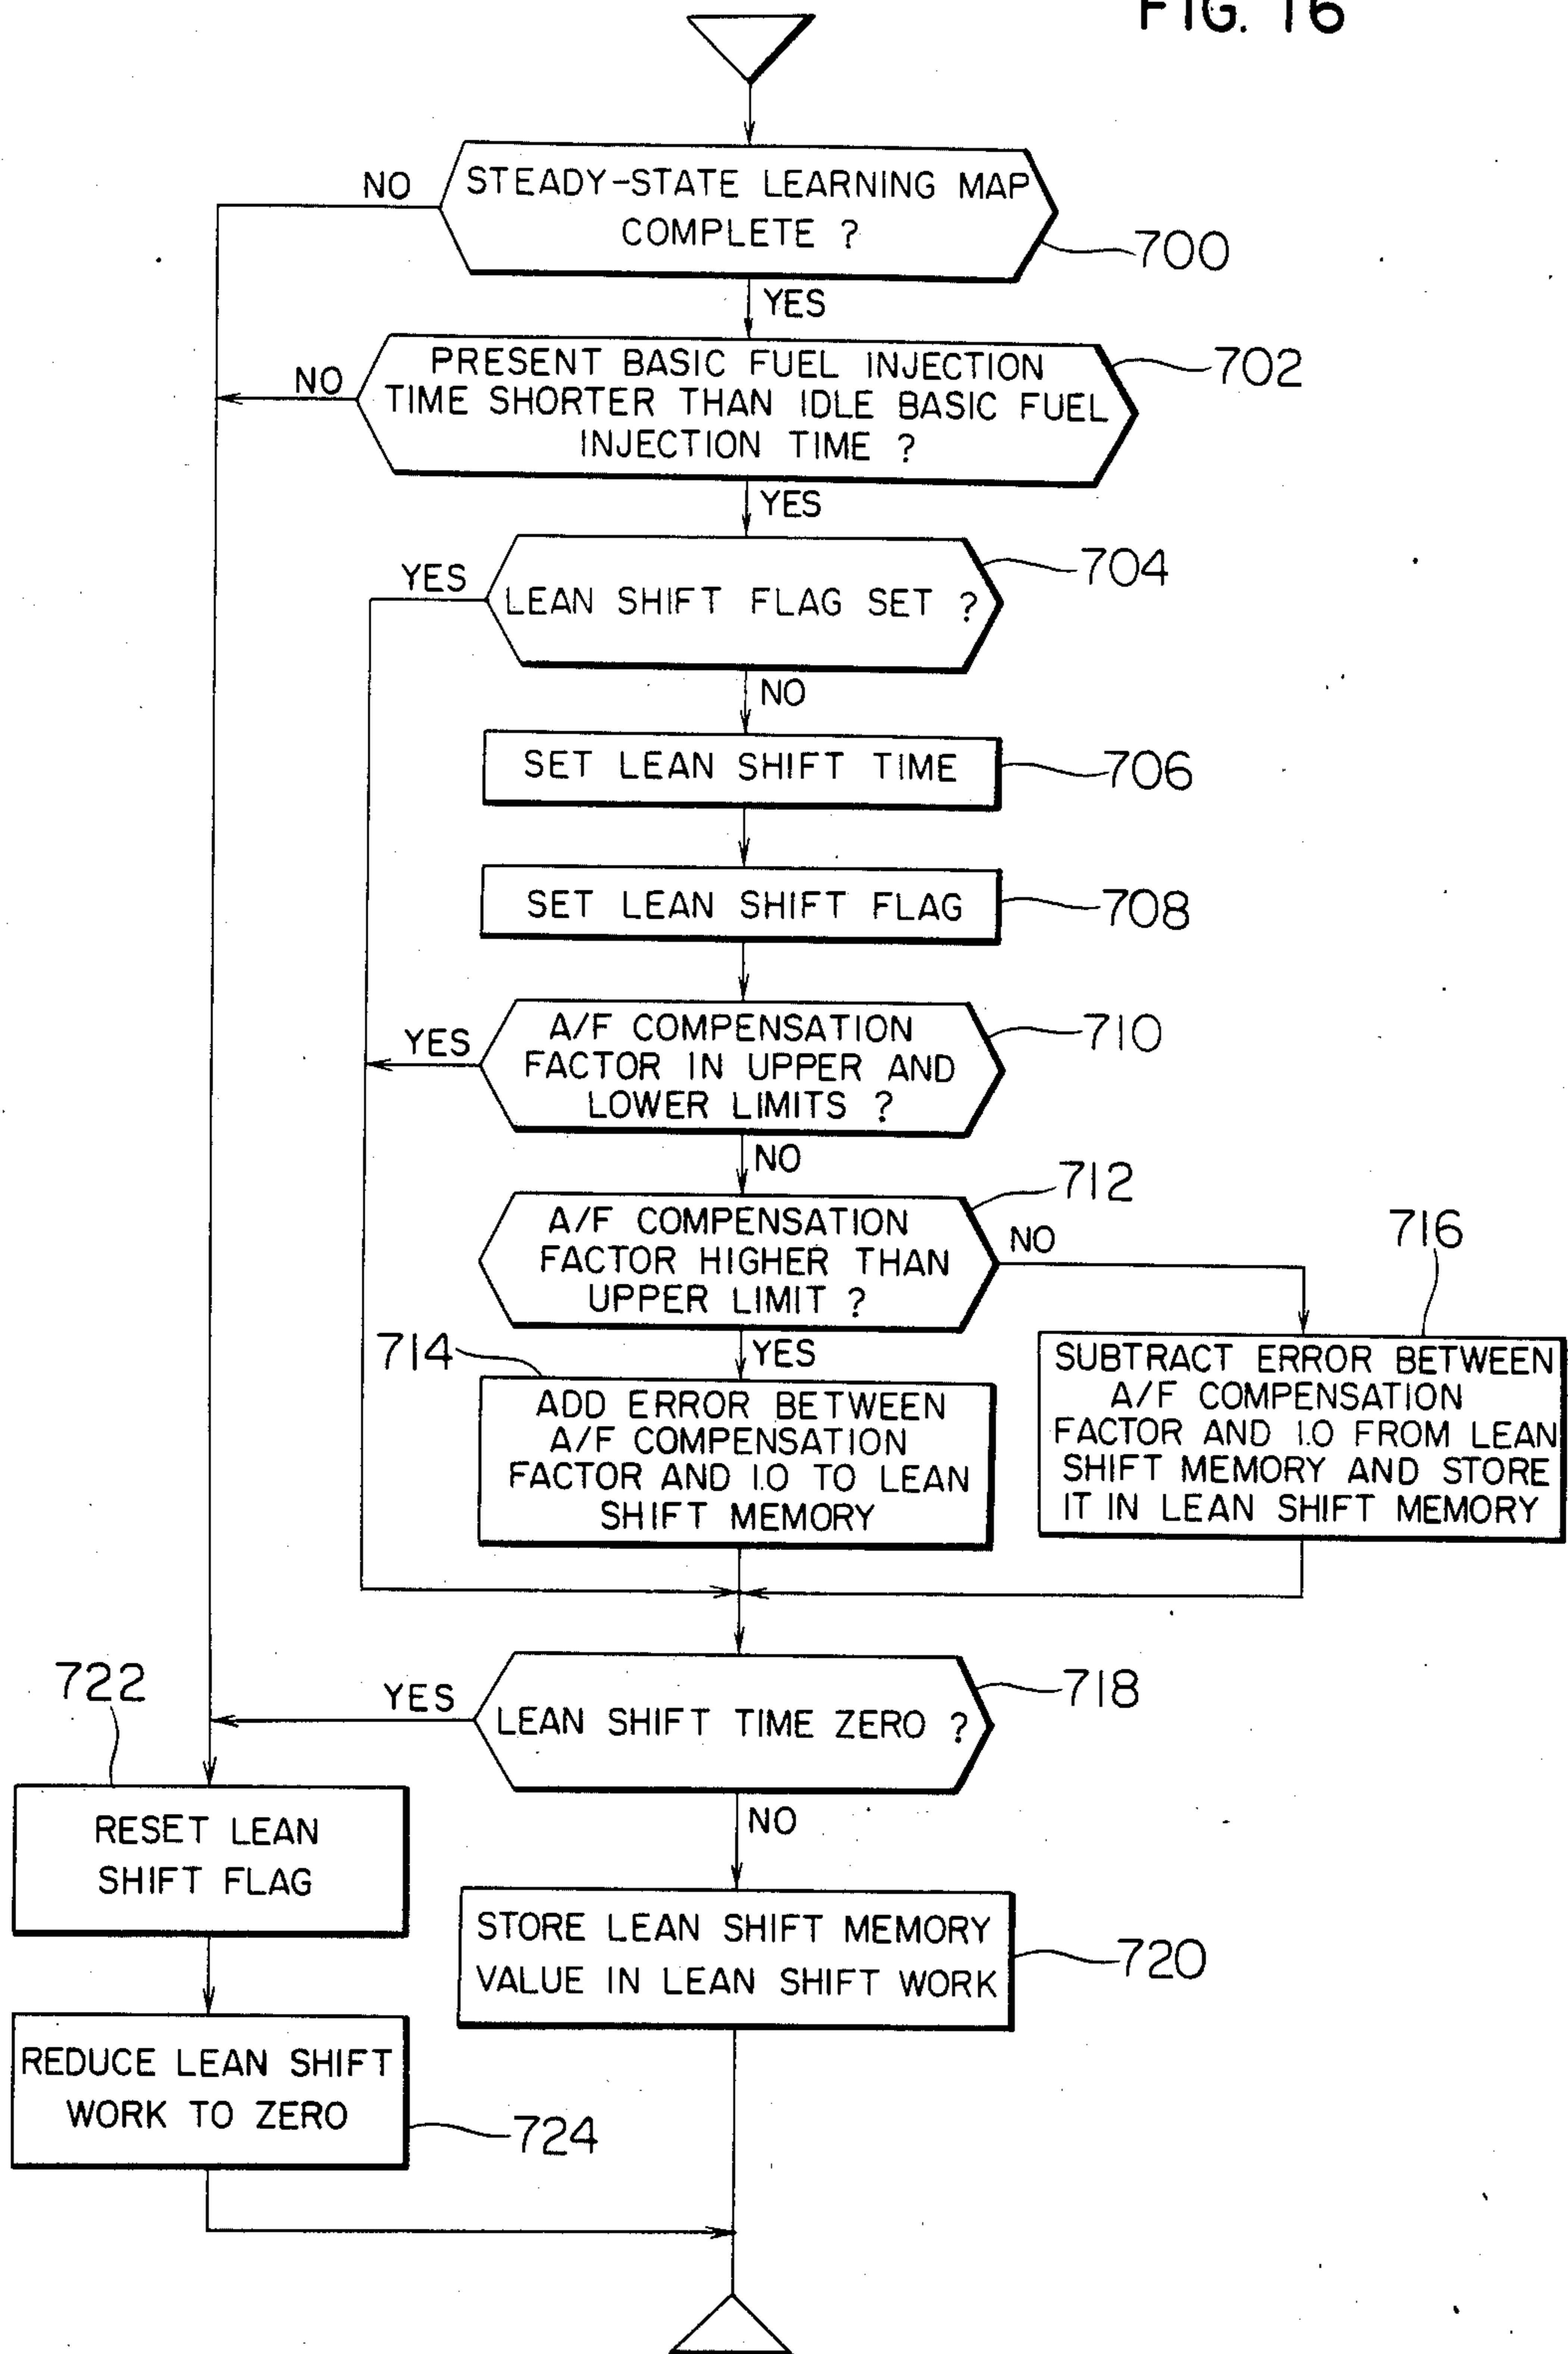 FIG. 16
NO
STEADY-STATE LEARNING MAP
COMPLETE ?
700
YES
PRESENT BASIC FUEL INJECTION
TIME SHORTER THAN IDLE BASIC FUEL
INJECTION TIME ?
702
NO
YES
704
YES
LEAN SHIFT FLAG SET ?
NO
SET LEAN SHIFT TIME
706
SET LEAN SHIFT FLAG
708
A/F COMPENSATION
FACTOR IN UPPER AND
LOWER LIMITS ?
710
YES
NO
712
A/F COMPENSATION
FACTOR HIGHER THAN
UPPER LIMIT ?
NO
716
714
YES
ADD ERROR BETWEEN
A/F COMPENSATION
FACTOR AND 1.0 TO LEAN
SHIFT MEMORY
SUBTRACT ERROR BETWEEN
A/F COMPENSATION
FACTOR AND 1.0 FROM LEAN
SHIFT MEMORY AND STORE
IT IN LEAN SHIFT MEMORY
722
YES
LEAN SHIFT TIME ZERO ?
718
NO
RESET LEAN
SHIFT FLAG
STORE LEAN SHIFT MEMORY
VALUE IN LEAN SHIFT WORK
720
REDUCE LEAN SHIFT
WORK TO ZERO
724